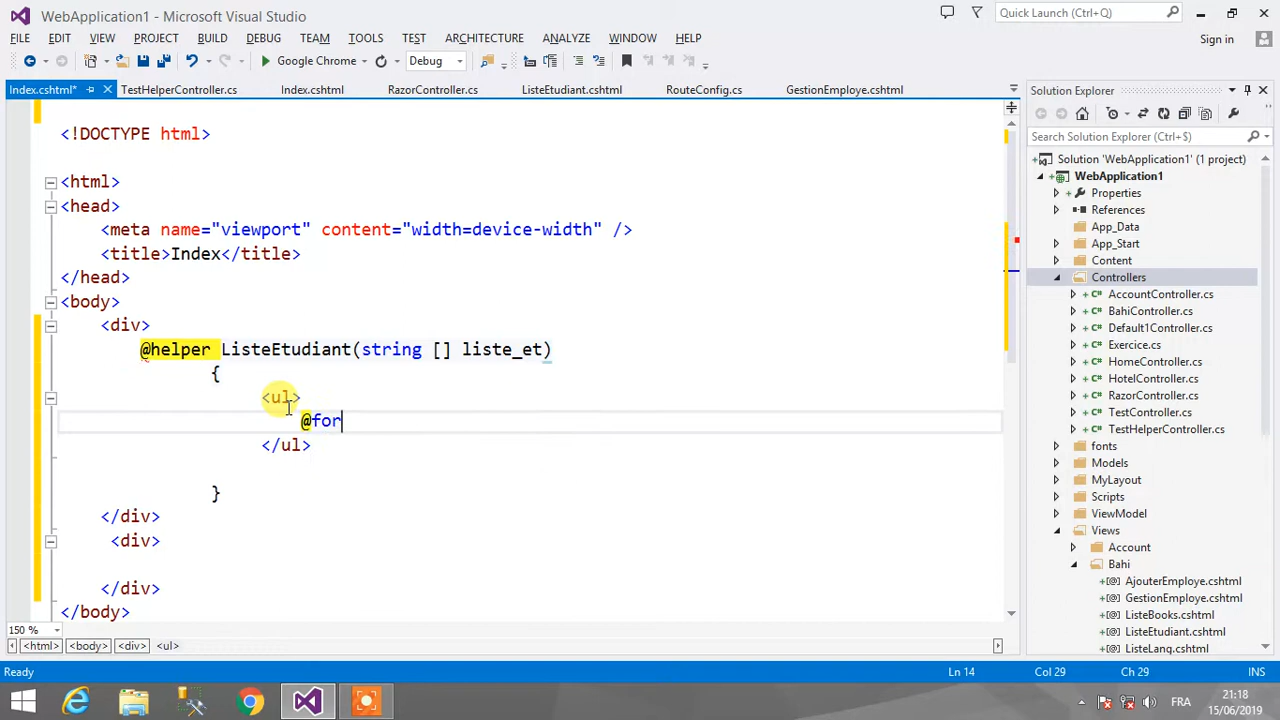 WebApplication1 - Microsoft Visual Studio
Quick Launch (Ctrl+Q)
FILE EDIT VIEW PROJECT BUILD DEBUG TEAM TOOLS TEST ARCHITECTURE ANALYZE WINDOW HELP
Sign in
Google Chrome Debug
Index.cshtml* TestHelperController.cs Index.cshtml RazorController.cs ListeEtudiant.cshtml RouteConfig.cs GestionEmploye.cshtml
<!DOCTYPE html>
<html>
<head>
<meta name="viewport" content="width=device-width" />
<title>Index</title>
</head>
<body>
<div>
@helper ListeEtudiant(string [] liste_et)
{
<ul>
@for
</ul>
}
</div>
<div>
</div>
</body>
150 %
<html> <body> <div> <ul>
Solution Explorer
Search Solution Explorer (Ctrl+$)
Solution 'WebApplication1' (1 project)
WebApplication1
Properties
References
App_Data
App_Start
Content
Controllers
AccountController.cs
BahiController.cs
Default1Controller.cs
Exercice.cs
HomeController.cs
HotelController.cs
RazorController.cs
TestController.cs
TestHelperController.cs
fonts
Models
MyLayout
Scripts
ViewModel
Views
Account
Bahi
AjouterEmploye.cshtml
GestionEmploye.cshtml
ListeBooks.cshtml
ListeEtudiant.cshtml
ListeLang.cshtml
Ready Ln 14 Col 29 Ch 29 INS
FRA
21:18
15/06/2019